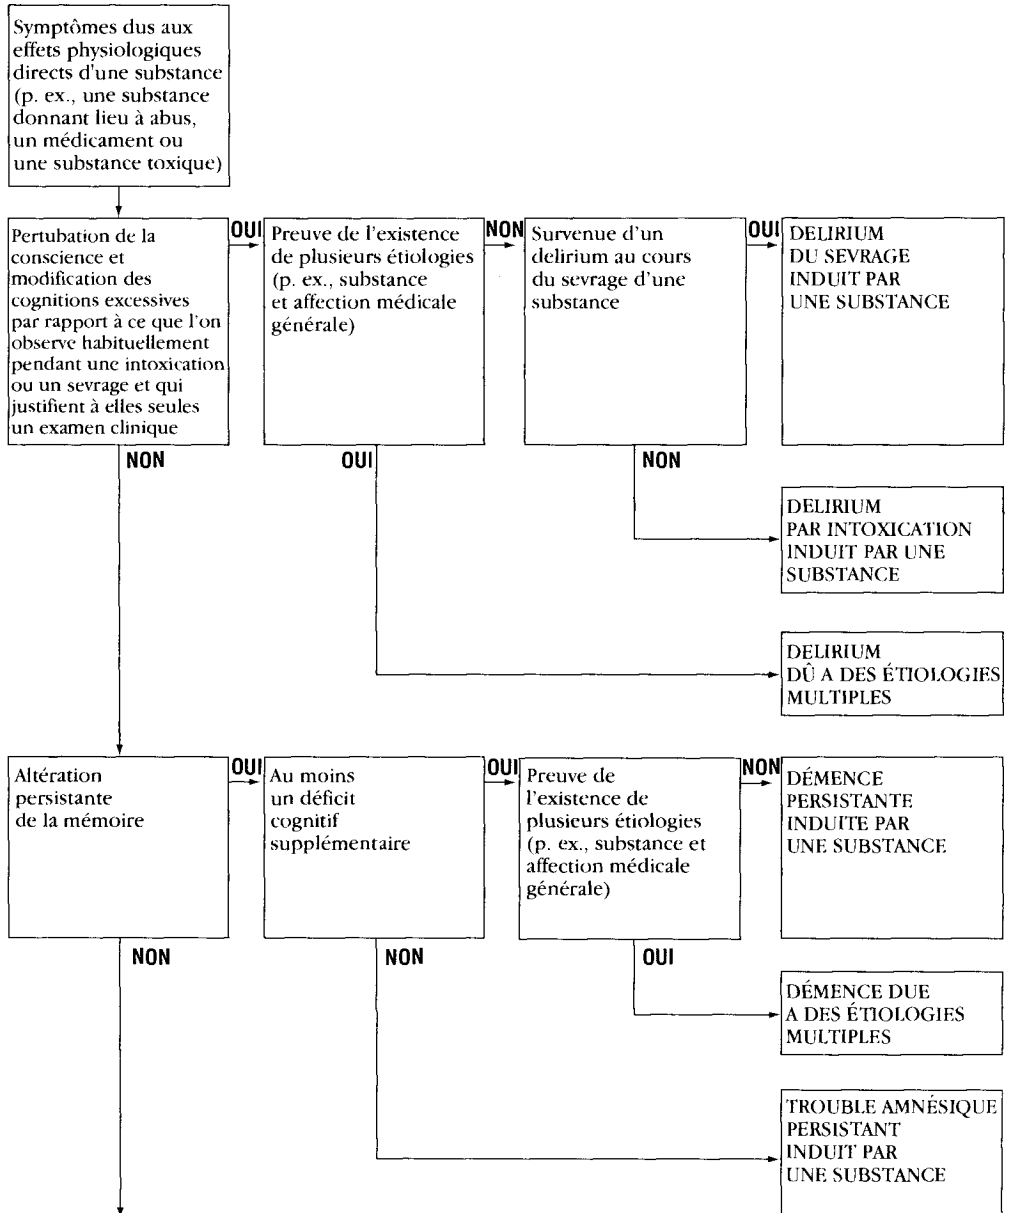 Symptômes dus aux
effets physiologiques
directs d'une substance
(p. ex., une substance
donnant lieu à abus,
un médicament ou
une substance toxique)
Pertubation de la
conscience et
modification des
cognitions excessives
par rapport à ce que l'on
observe habituellement
pendant une intoxication
ou un sevrage et qui
justifient à elles seules
un examen clinique
OUI
Preuve de l'existence
de plusieurs étiologies
(p. ex., substance
et affection médicale
générale)
NON
Survenue d'un
delirium au cours
du sevrage d'une
substance
OUI
DELIRIUM
DU SEVRAGE
INDUIT PAR
UNE SUBSTANCE
NON
OUI
NON
DELIRIUM
PAR INTOXICATION
INDUIT PAR UNE
SUBSTANCE
DELIRIUM
DÛ A DES ÉTIOLOGIES
MULTIPLES
Altération
persistante
de la mémoire
OUI
Au moins
un déficit
cognitif
supplémentaire
OUI
Preuve de
l'existence de
plusieurs étiologies
(p. ex., substance et
affection médicale
générale)
NON
DÉMENCE
PERSISTANTE
INDUITE PAR
UNE SUBSTANCE
NON
NON
OUI
DÉMENCE DUE
A DES ÉTIOLOGIES
MULTIPLES
TROUBLE AMNÉSIQUE
PERSISTANT
INDUIT PAR
UNE SUBSTANCE